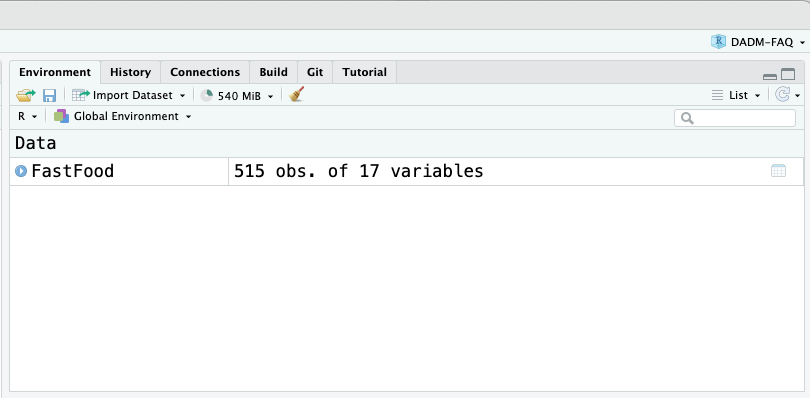 DADM-FAQ
Environment History Connections Build Git Tutorial
Import Dataset 540 MiB List
R Global Environment
Data
FastFood 515 obs. of 17 variables